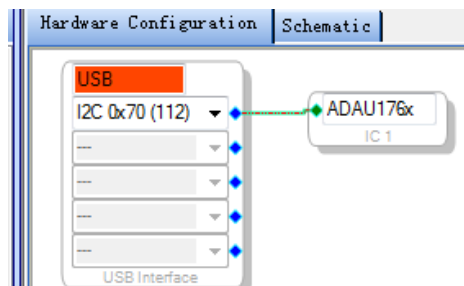 Hardware Configuration
Schematic
USB
I2C 0x70 (112)
ADAU176x
IC 1
---
---
---
---
USB Interface